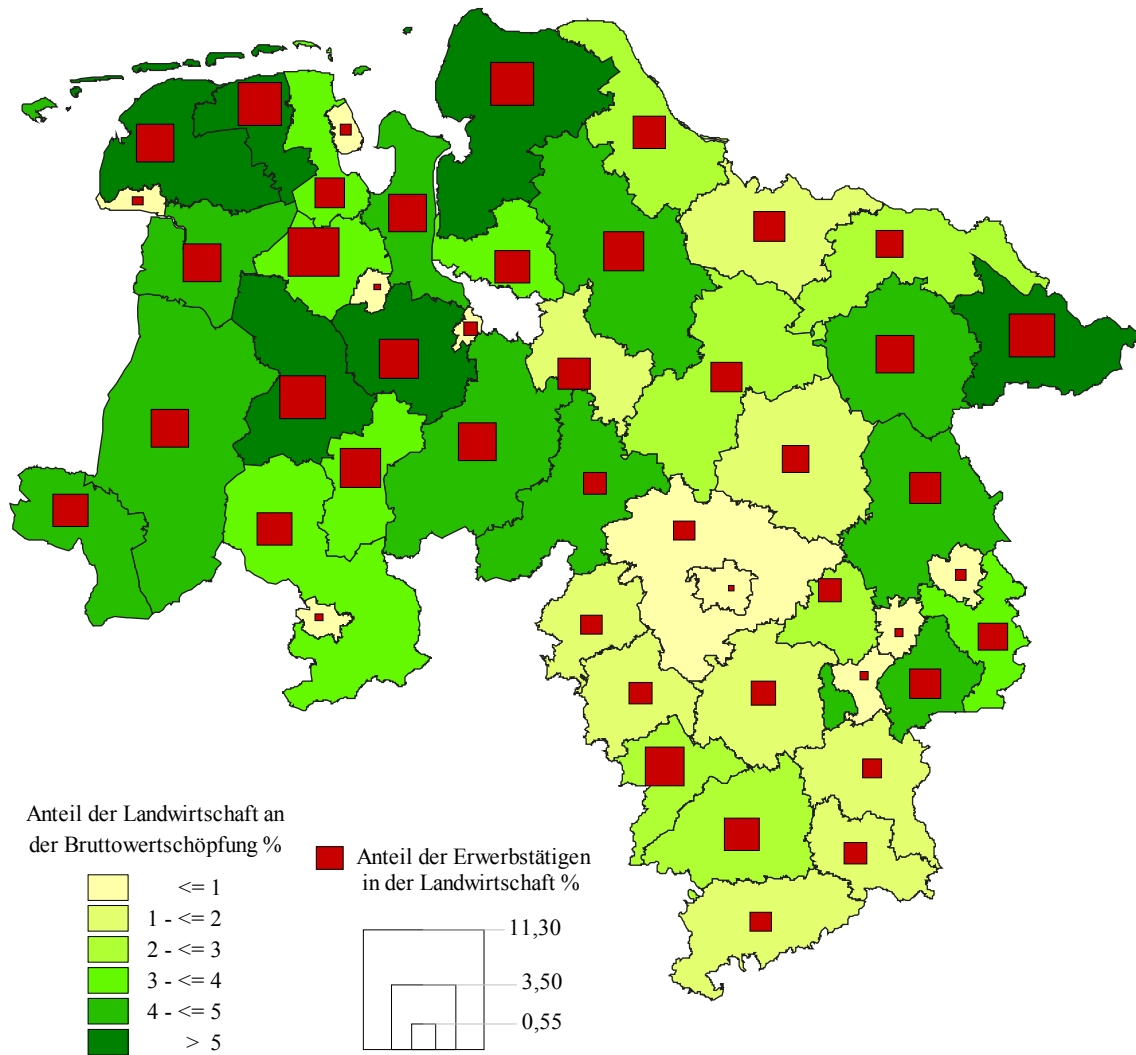 Anteil der Landwirtschaft an
der Bruttowertschöpfung %
<= 1
1 - <= 2
2 - <= 3
3 - <= 4
4 - <= 5
> 5
Anteil der Erwerbstätigen
in der Landwirtschaft %
11,30
3,50
0,55